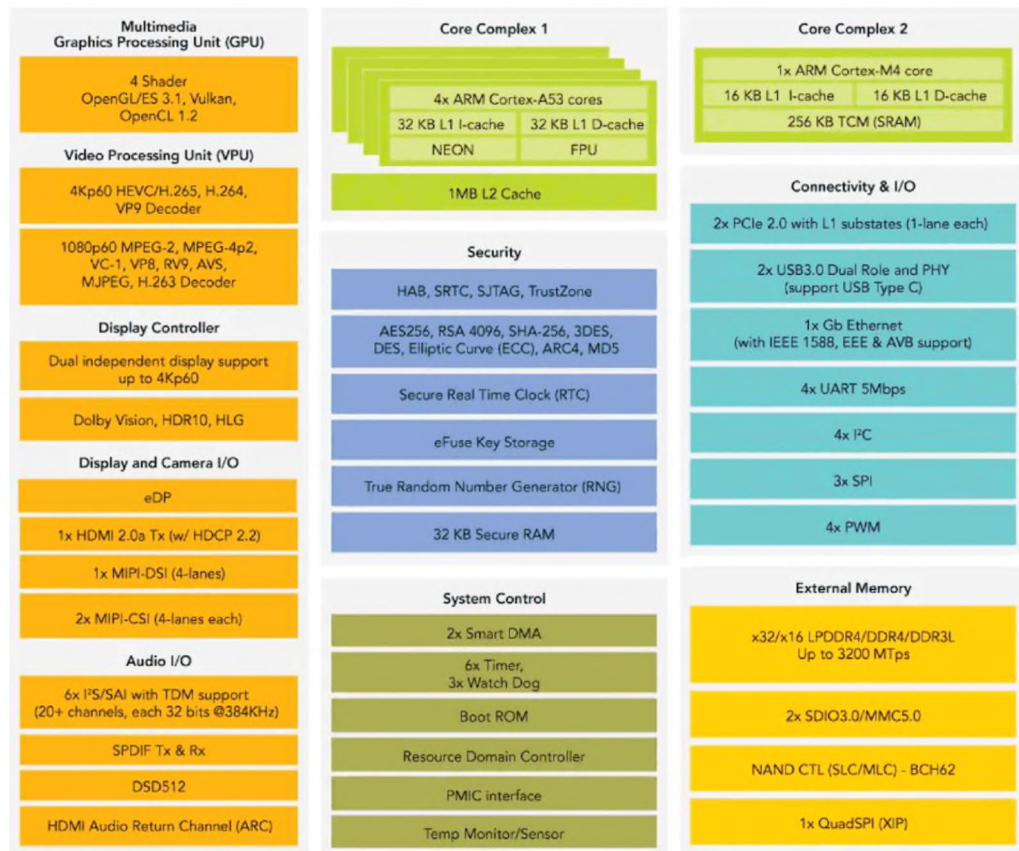 Multimedia
Graphics Processing Unit (GPU)
4 Shader
OpenGL/ES 3.1, Vulkan,
OpenCL 1.2
Video Processing Unit (VPU)
4Kp60 HEVC/H.265, H.264,
VP9 Decoder
1080p60 MPEG-2, MPEG-4p2,
VC-1, VP8, RV9, AVS,
MJPEG, H.263 Decoder
Display Controller
Dual independent display support
up to 4Kp60
Dolby Vision, HDR10, HLG
Display and Camera I/O
eDP
1x HDMI 2.0a Tx (w/ HDCP 2.2)
1x MIPI-DSI (4-lanes)
2x MIPI-CSI (4-lanes each)
Audio I/O
6x I²S/SAI with TDM support
(20+ channels, each 32 bits @384KHz)
SPDIF Tx & Rx
DSD512
HDMI Audio Return Channel (ARC)
Core Complex 1
4x ARM Cortex-A53 cores
32 KB L1 I-cache
32 KB L1 D-cache
NEON
FPU
1MB L2 Cache
Security
HAB, SRTC, SJTAG, TrustZone
AES256, RSA 4096, SHA-256, 3DES,
DES, Elliptic Curve (ECC), ARC4, MD5
Secure Real Time Clock (RTC)
eFuse Key Storage
True Random Number Generator (RNG)
32 KB Secure RAM
System Control
2x Smart DMA
6x Timer,
3x Watch Dog
Boot ROM
Resource Domain Controller
PMIC interface
Temp Monitor/Sensor
Core Complex 2
1x ARM Cortex-M4 core
16 KB L1 I-cache
16 KB L1 D-cache
256 KB TCM (SRAM)
Connectivity & I/O
2x PCIe 2.0 with L1 substates (1-lane each)
2x USB3.0 Dual Role and PHY
(support USB Type C)
1x Gb Ethernet
(with IEEE 1588, EEE & AVB support)
4x UART 5Mbps
4x I²C
3x SPI
4x PWM
External Memory
x32/x16 LPDDR4/DDR4/DDR3L
Up to 3200 MTps
2x SDIO3.0/MMC5.0
NAND CTL (SLC/MLC) - BCH62
1x QuadSPI (XIP)